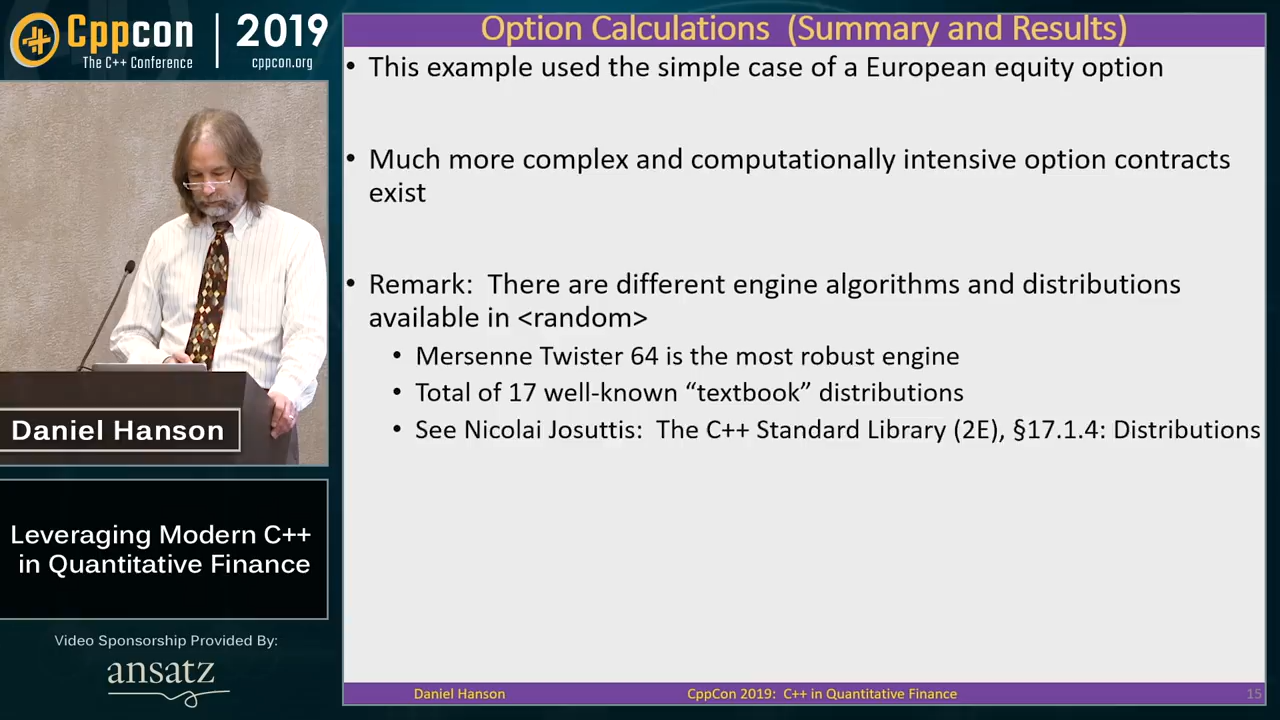 Cppcon
The C++ Conference
2019
cppcon.org
Daniel Hanson
Leveraging Modern C++
in Quantitative Finance
Video Sponsorship Provided By:
ansatz
Option Calculations (Summary and Results)
• This example used the simple case of a European equity option
• Much more complex and computationally intensive option contracts
exist
• Remark: There are different engine algorithms and distributions
available in <random>
• Mersenne Twister 64 is the most robust engine
• Total of 17 well-known “textbook” distributions
• See Nicolai Josuttis: The C++ Standard Library (2E), §17.1.4: Distributions
Daniel Hanson
CppCon 2019: C++ in Quantitative Finance
15